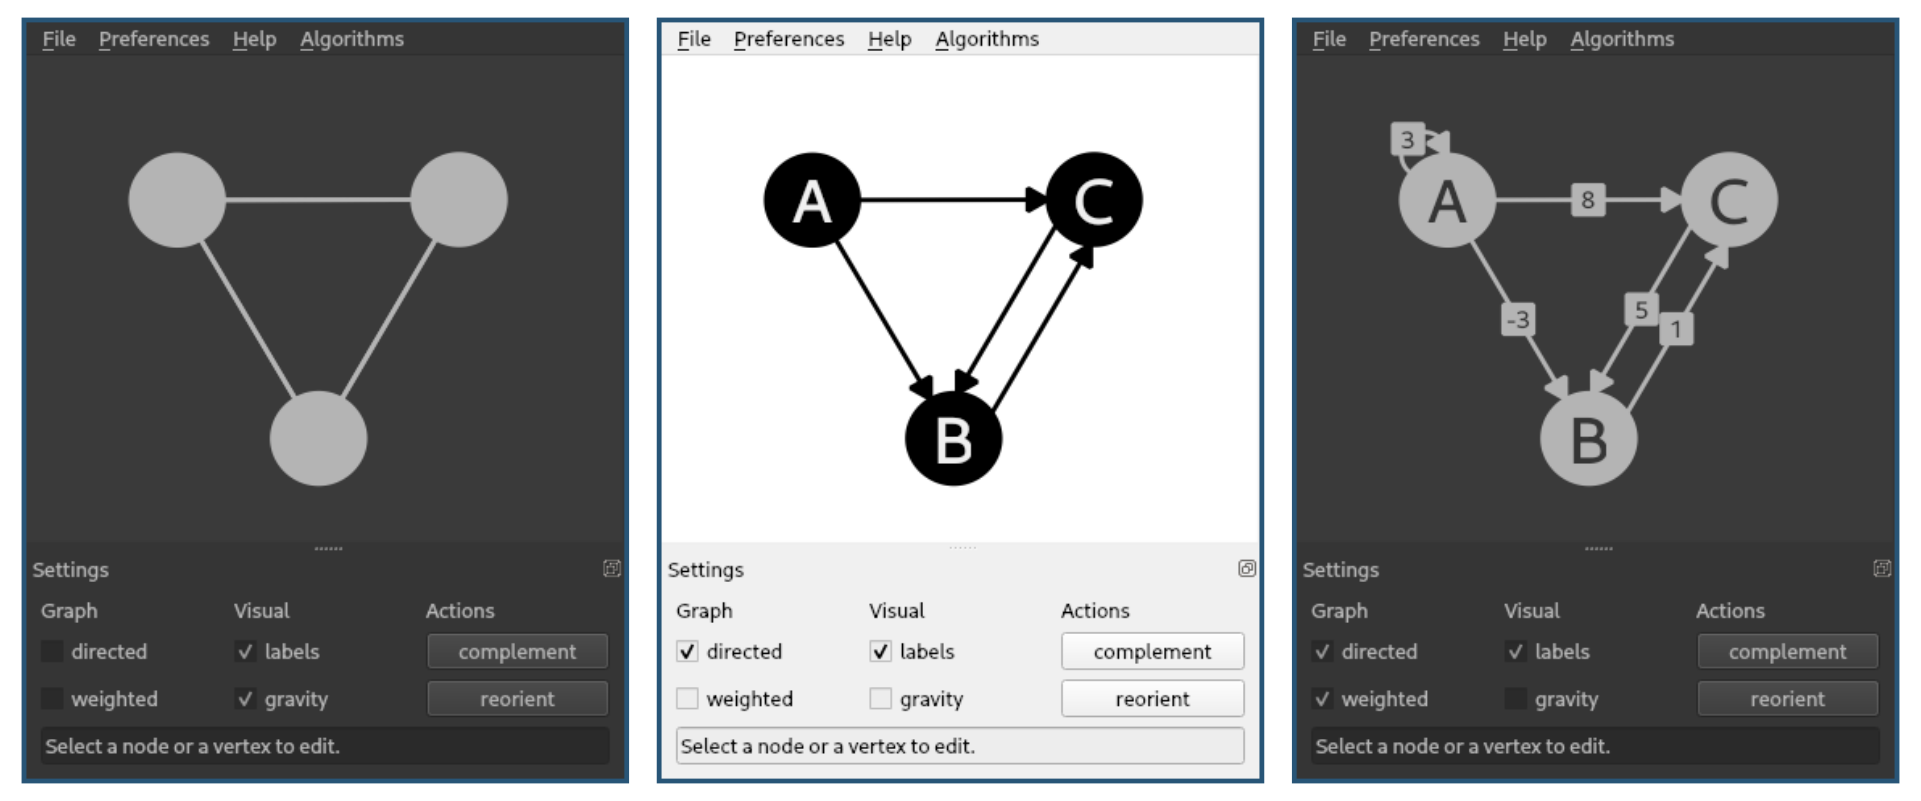 File Preferences Help Algorithms
Settings
Graph Visual Actions
directed labels complement
weighted gravity reorient
Select a node or a vertex to edit.
File Preferences Help Algorithms
A C
B
Settings
Graph Visual Actions
directed labels complement
weighted gravity reorient
Select a node or a vertex to edit.
File Preferences Help Algorithms
3
A 8 C
5
-3 1
B
Settings
Graph Visual Actions
directed labels complement
weighted gravity reorient
Select a node or a vertex to edit.